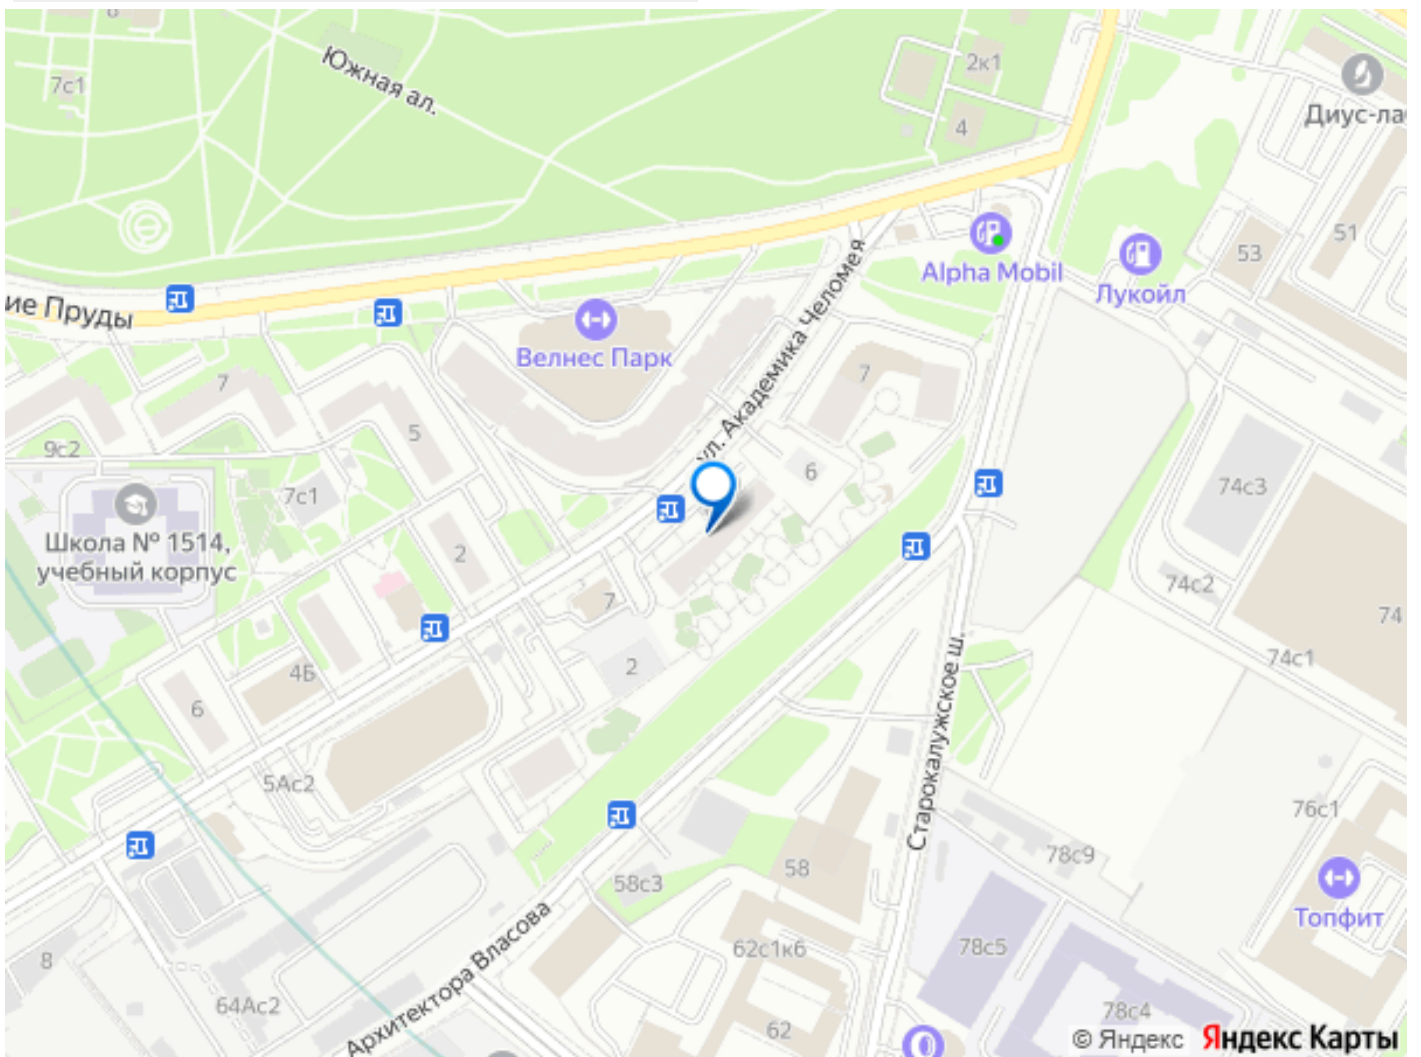 Южная ал.
7с1
2к1
4
Диус-ла
51
53
Alpha Mobil
Лукойл
ие Пруды
Велнес Парк
ул. Академика Челомея
7
7
5
9с2
7с1
6
74с3
Школа № 1514,
учебный корпус
2
7
74с2
74
2
74с1
4Б
6
5Ас2
Старокалужское ш.
76с1
78с9
58
58с3
Топфит
Архитектора Власова
62с1к6
78с5
8
64Ас2
62
78с4
© Яндекс Яндекс Карты